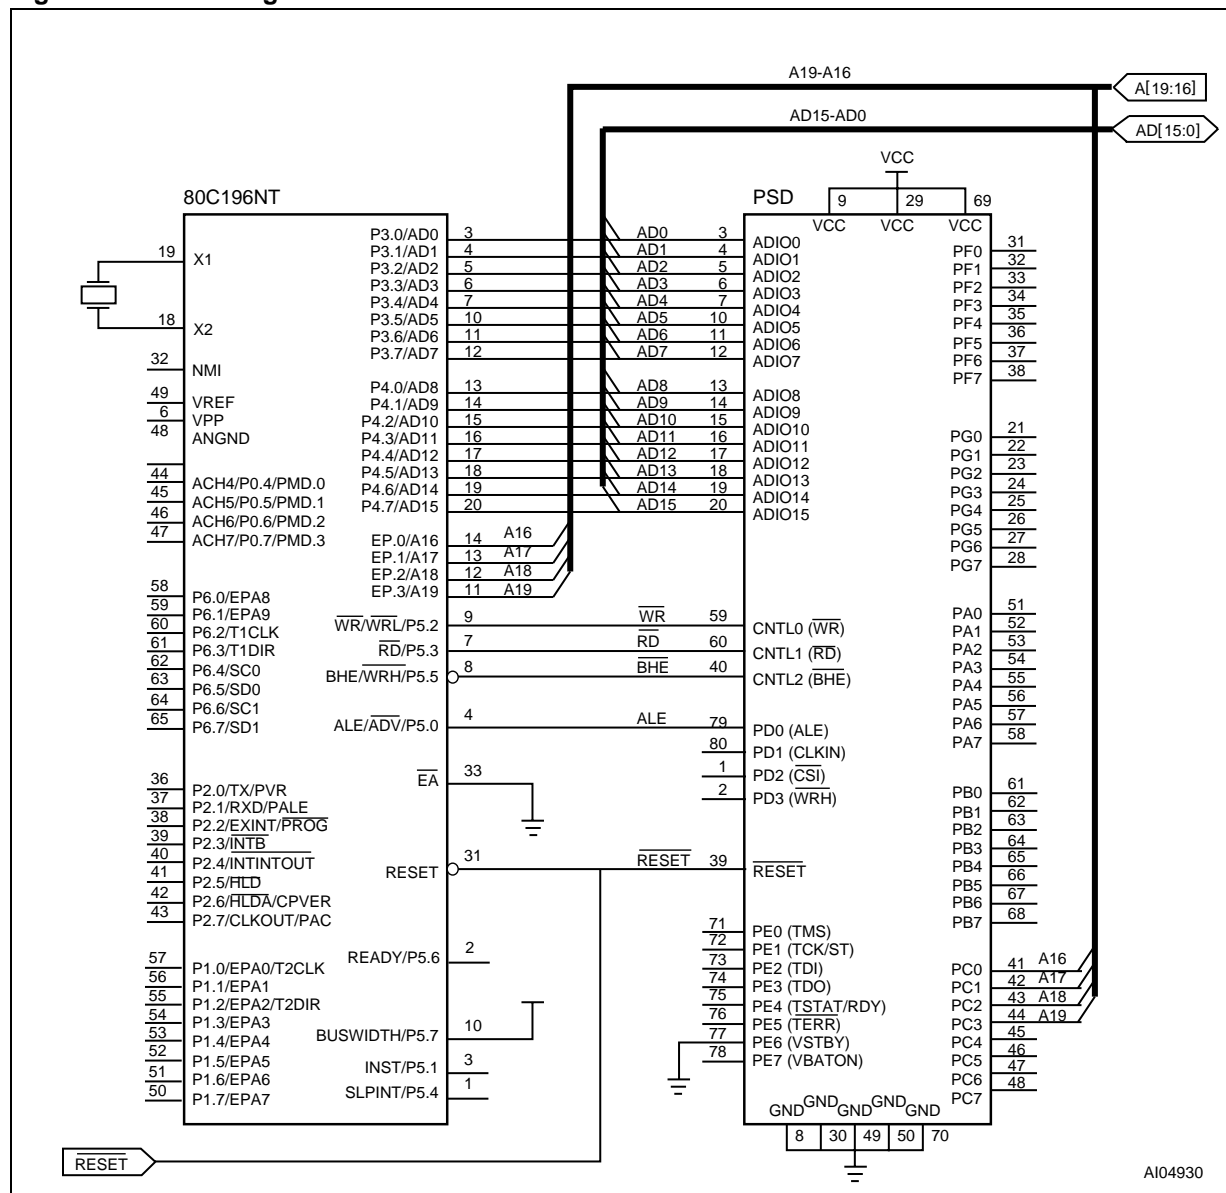 A19-A16
A[19:16]
AD15-AD0
AD[15:0]
VCC
80C196NT
PSD
9 29 69
VCC VCC VCC
19 X1
18 X2
32 NMI
49 VREF
6 VPP
48 ANGND
44 ACH4/P0.4/PMD.0
45 ACH5/P0.5/PMD.1
46 ACH6/P0.6/PMD.2
47 ACH7/P0.7/PMD.3
58 P6.0/EPA8
59 P6.1/EPA9
60 P6.2/T1CLK
61 P6.3/T1DIR
62 P6.4/SC0
63 P6.5/SD0
64 P6.6/SC1
65 P6.7/SD1
36 P2.0/TX/PVR
37 P2.1/RXD/PALE
38 P2.2/EXINT/PROG
39 P2.3/INTB
40 P2.4/INTINTOUT
41 P2.5/HLD
42 P2.6/HLDA/CPVER
43 P2.7/CLKOUT/PAC
57 P1.0/EPA0/T2CLK
56 P1.1/EPA1
55 P1.2/EPA2/T2DIR
54 P1.3/EPA3
53 P1.4/EPA4
52 P1.5/EPA5
51 P1.6/EPA6
50 P1.7/EPA7
P3.0/AD0 3 AD0 3 ADIO0
P3.1/AD1 4 AD1 4 ADIO1
P3.2/AD2 5 AD2 5 ADIO2
P3.3/AD3 6 AD3 6 ADIO3
P3.4/AD4 7 AD4 7 ADIO4
P3.5/AD5 10 AD5 10 ADIO5
P3.6/AD6 11 AD6 11 ADIO6
P3.7/AD7 12 AD7 12 ADIO7
P4.0/AD8 13 AD8 13 ADIO8
P4.1/AD9 14 AD9 14 ADIO9
P4.2/AD10 15 AD10 15 ADIO10
P4.3/AD11 16 AD11 16 ADIO11
P4.4/AD12 17 AD12 17 ADIO12
P4.5/AD13 18 AD13 18 ADIO13
P4.6/AD14 19 AD14 19 ADIO14
P4.7/AD15 20 AD15 20 ADIO15
EP.0/A16 14 A16
EP.1/A17 13 A17
EP.2/A18 12 A18
EP.3/A19 11 A19
WR/WRL/P5.2 9 WR 59 CNTL0 (WR)
RD/P5.3 7 RD 60 CNTL1 (RD)
BHE/WRH/P5.5 8 BHE 40 CNTL2 (BHE)
ALE/ADV/P5.0 4 ALE 79 PD0 (ALE)
80 PD1 (CLKIN)
1 PD2 (CSI)
2 PD3 (WRH)
EA 33
RESET 31 RESET 39 RESET
READY/P5.6 2
BUSWIDTH/P5.7 10
INST/P5.1 3
SLPINT/P5.4 1
71 PE0 (TMS)
72 PE1 (TCK/ST)
73 PE2 (TDI)
74 PE3 (TDO)
75 PE4 (TSTAT/RDY)
76 PE5 (TERR)
77 PE6 (VSTBY)
78 PE7 (VBATON)
PF0 31
PF1 32
PF2 33
PF3 34
PF4 35
PF5 36
PF6 37
PF7 38
PG0 21
PG1 22
PG2 23
PG3 24
PG4 25
PG5 26
PG6 27
PG7 28
PA0 51
PA1 52
PA2 53
PA3 54
PA4 55
PA5 56
PA6 57
PA7 58
PB0 61
PB1 62
PB2 63
PB3 64
PB4 65
PB5 66
PB6 67
PB7 68
PC0 41 A16
PC1 42 A17
PC2 43 A18
PC3 44 A19
PC4 45
PC5 46
PC6 47
PC7 48
GND GND GND GND GND
8 30 49 50 70
RESET
AI04930